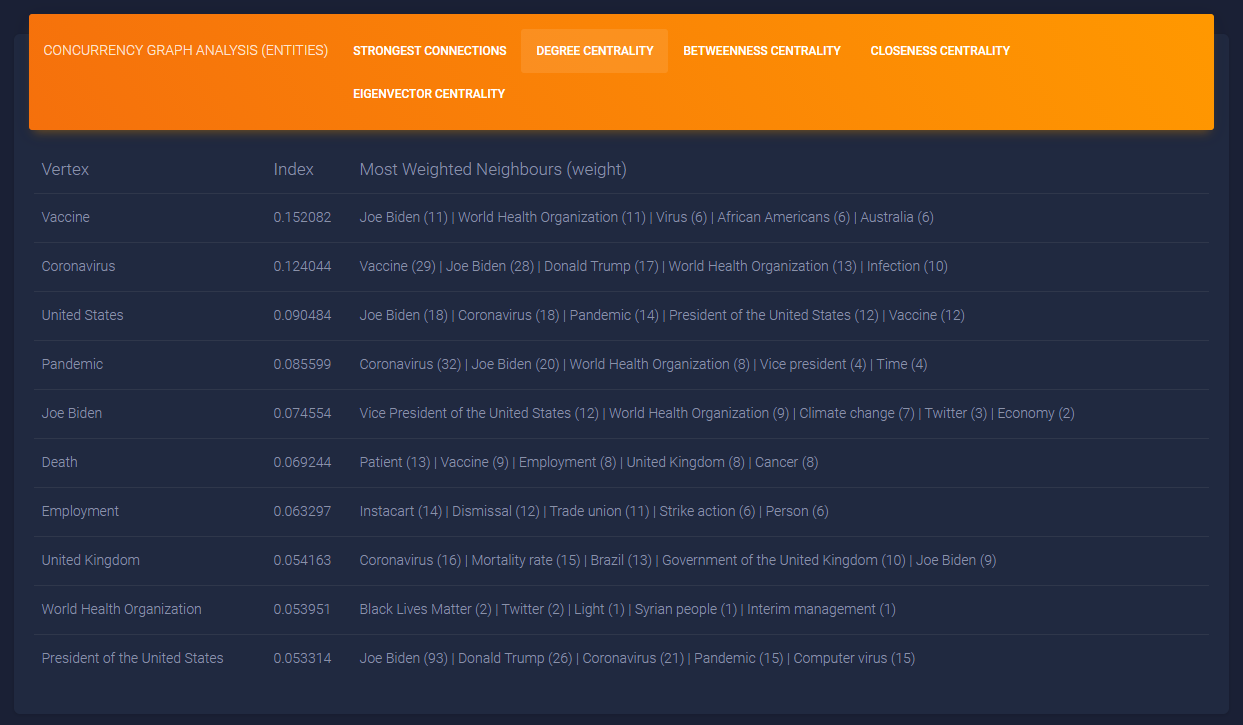 CONCURRENCY GRAPH ANALYSIS (ENTITIES) STRONGEST CONNECTIONS DEGREE CENTRALITY BETWEENNESS CENTRALITY CLOSENESS CENTRALITY
EIGENVECTOR CENTRALITY
Vertex Index Most Weighted Neighbours (weight)
Vaccine 0.152082 Joe Biden (11) | World Health Organization (11) | Virus (6) | African Americans (6) | Australia (6)
Coronavirus 0.124044 Vaccine (29) | Joe Biden (28) | Donald Trump (17) | World Health Organization (13) | Infection (10)
United States 0.090484 Joe Biden (18) | Coronavirus (18) | Pandemic (14) | President of the United States (12) | Vaccine (12)
Pandemic 0.085599 Coronavirus (32) | Joe Biden (20) | World Health Organization (8) | Vice president (4) | Time (4)
Joe Biden 0.074554 Vice President of the United States (12) | World Health Organization (9) | Climate change (7) | Twitter (3) | Economy (2)
Death 0.069244 Patient (13) | Vaccine (9) | Employment (8) | United Kingdom (8) | Cancer (8)
Employment 0.063297 Instacart (14) | Dismissal (12) | Trade union (11) | Strike action (6) | Person (6)
United Kingdom 0.054163 Coronavirus (16) | Mortality rate (15) | Brazil (13) | Government of the United Kingdom (10) | Joe Biden (9)
World Health Organization 0.053951 Black Lives Matter (2) | Twitter (2) | Light (1) | Syrian people (1) | Interim management (1)
President of the United States 0.053314 Joe Biden (93) | Donald Trump (26) | Coronavirus (21) | Pandemic (15) | Computer virus (15)